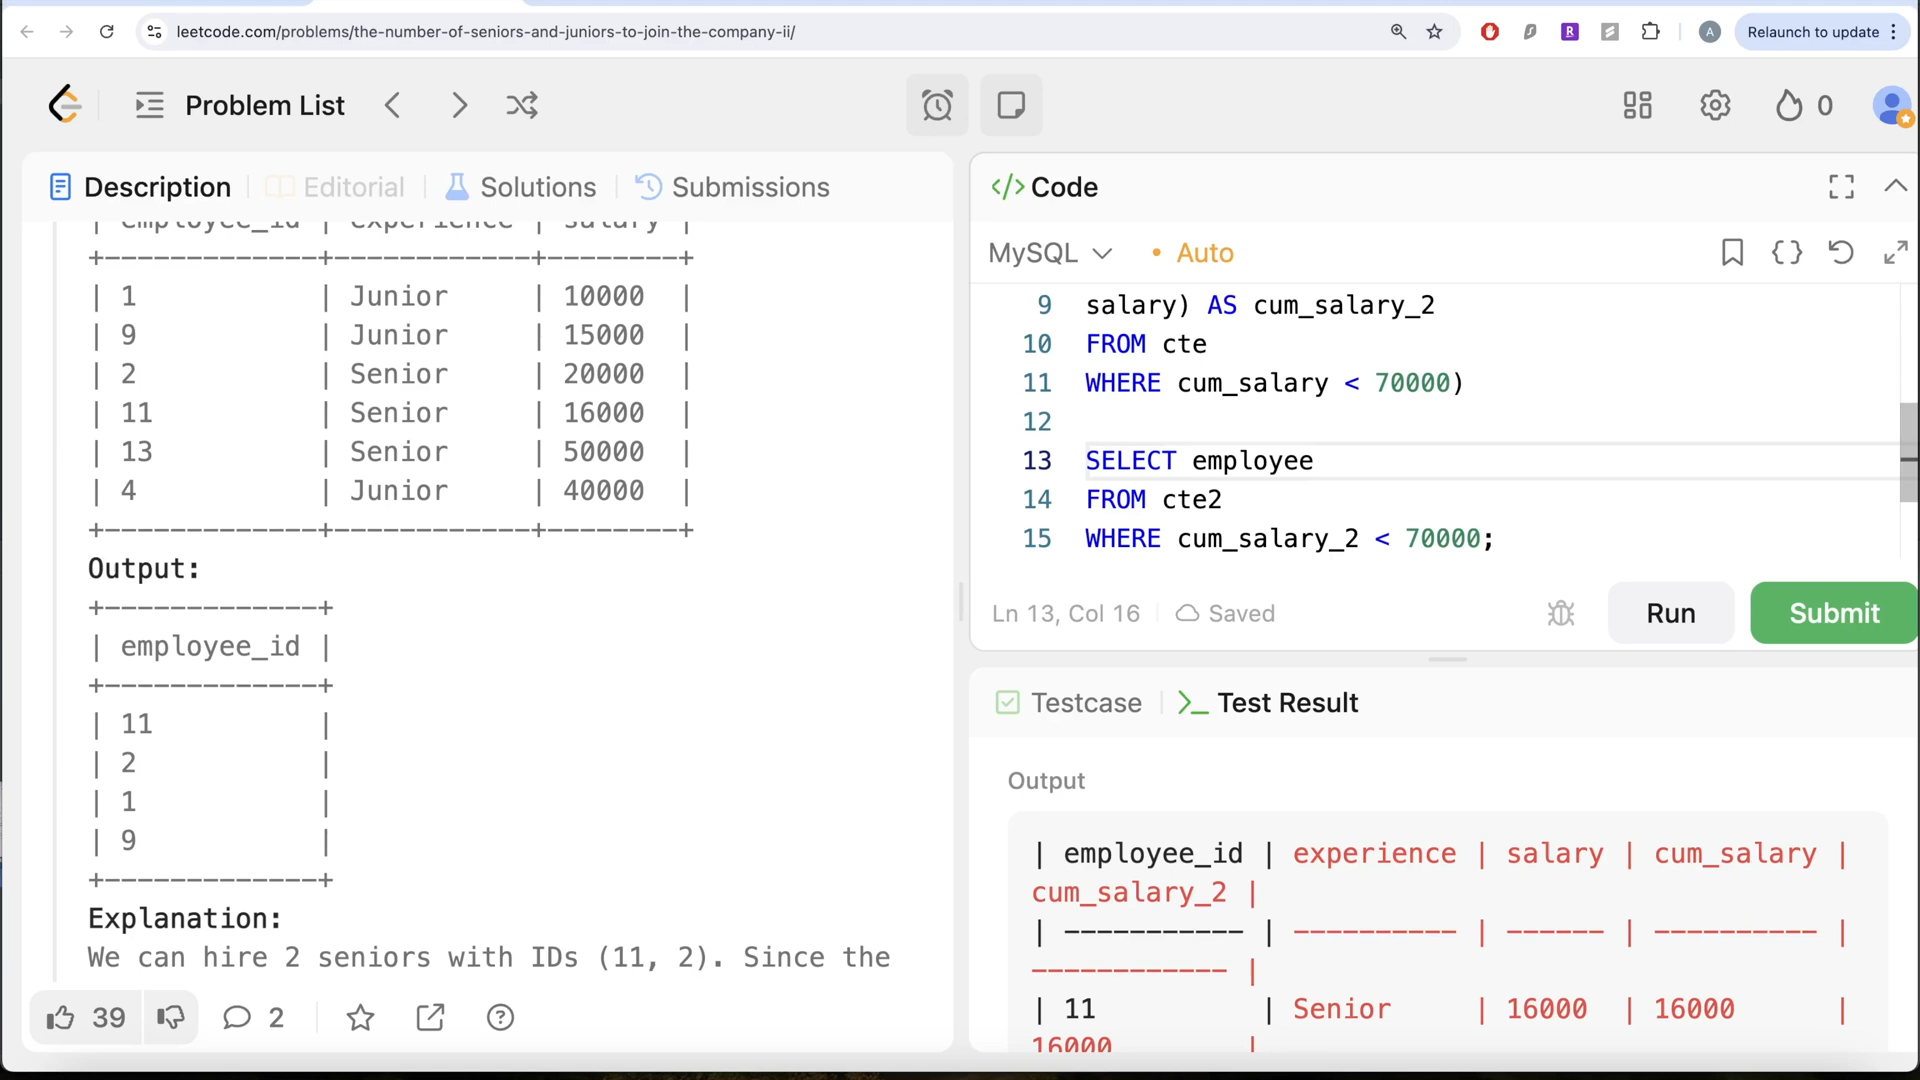 leetcode.com/problems/the-number-of-seniors-and-juniors-to-join-the-company-ii/
R
A
Relaunch to update
Problem List
0
Description
Editorial
Solutions
Submissions
| employee_id | experience | salary |
+-------------+------------+--------+
| 1 | Junior | 10000 |
| 9 | Junior | 15000 |
| 2 | Senior | 20000 |
| 11 | Senior | 16000 |
| 13 | Senior | 50000 |
| 4 | Junior | 40000 |
+-------------+------------+--------+
Output:
+-------------+
| employee_id |
+-------------+
| 11 |
| 2 |
| 1 |
| 9 |
+-------------+
Explanation:
We can hire 2 seniors with IDs (11, 2). Since the
39
2
</> Code
MySQL
• Auto
9 salary) AS cum_salary_2
10 FROM cte
11 WHERE cum_salary < 70000)
12
13 SELECT employee
14 FROM cte2
15 WHERE cum_salary_2 < 70000;
Ln 13, Col 16
Saved
Run
Submit
Testcase
Test Result
Output
| employee_id | experience | salary | cum_salary |
cum_salary_2 |
| ----------- | ---------- | ------ | ---------- |
------------ |
| 11 | Senior | 16000 | 16000 |
16000 |